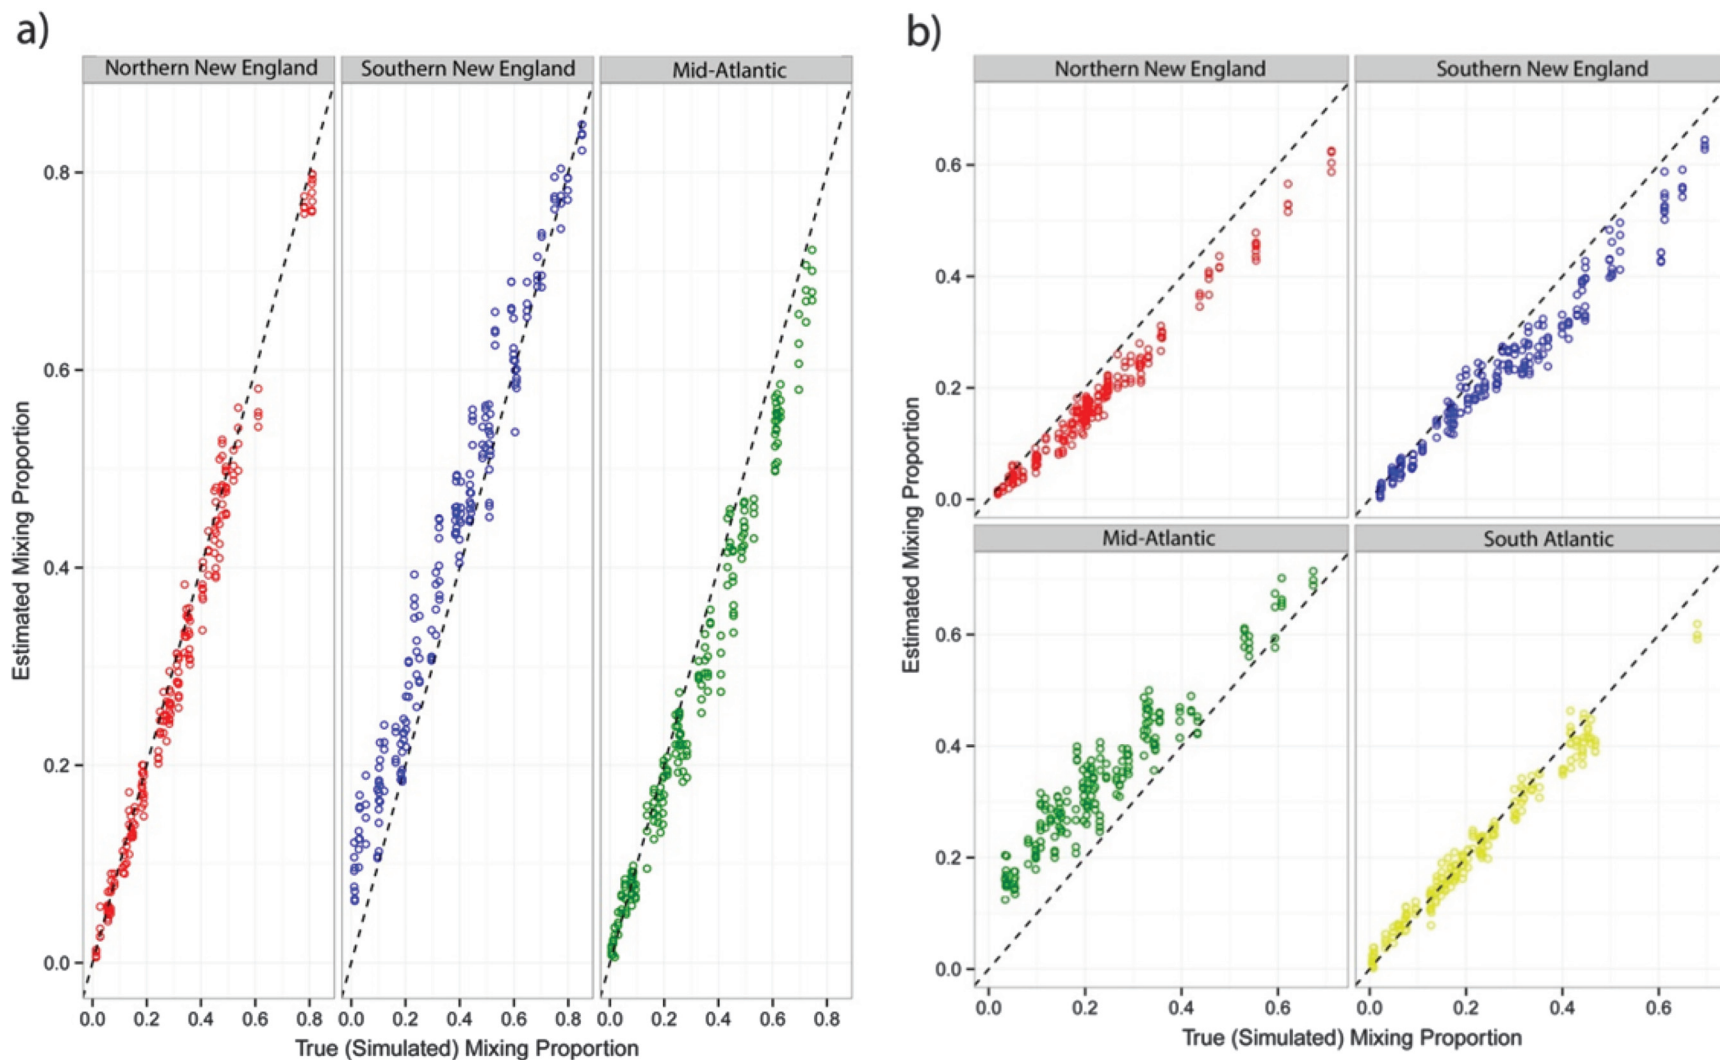 a)
Northern New England Southern New England Mid-Atlantic
Estimated Mixing Proportion
0.8
0.6
0.4
0.2
0.0
0.0 0.2 0.4 0.6 0.8 0.0 0.2 0.4 0.6 0.8 0.0 0.2 0.4 0.6 0.8
True (Simulated) Mixing Proportion
b)
Northern New England Southern New England
Estimated Mixing Proportion
0.6
0.4
0.2
0.0
Mid-Atlantic South Atlantic
0.6
0.4
0.2
0.0
0.0 0.2 0.4 0.6 0.0 0.2 0.4 0.6
True (Simulated) Mixing Proportion